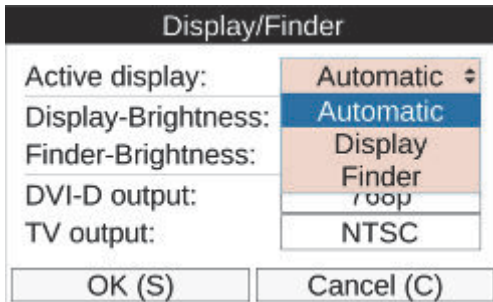 Display/Finder
Active display: Automatic
Automatic
Display-Brightness:
Display
Finder-Brightness:
Finder
DVI-D output: 768p
TV output: NTSC
OK (S) Cancel (C)